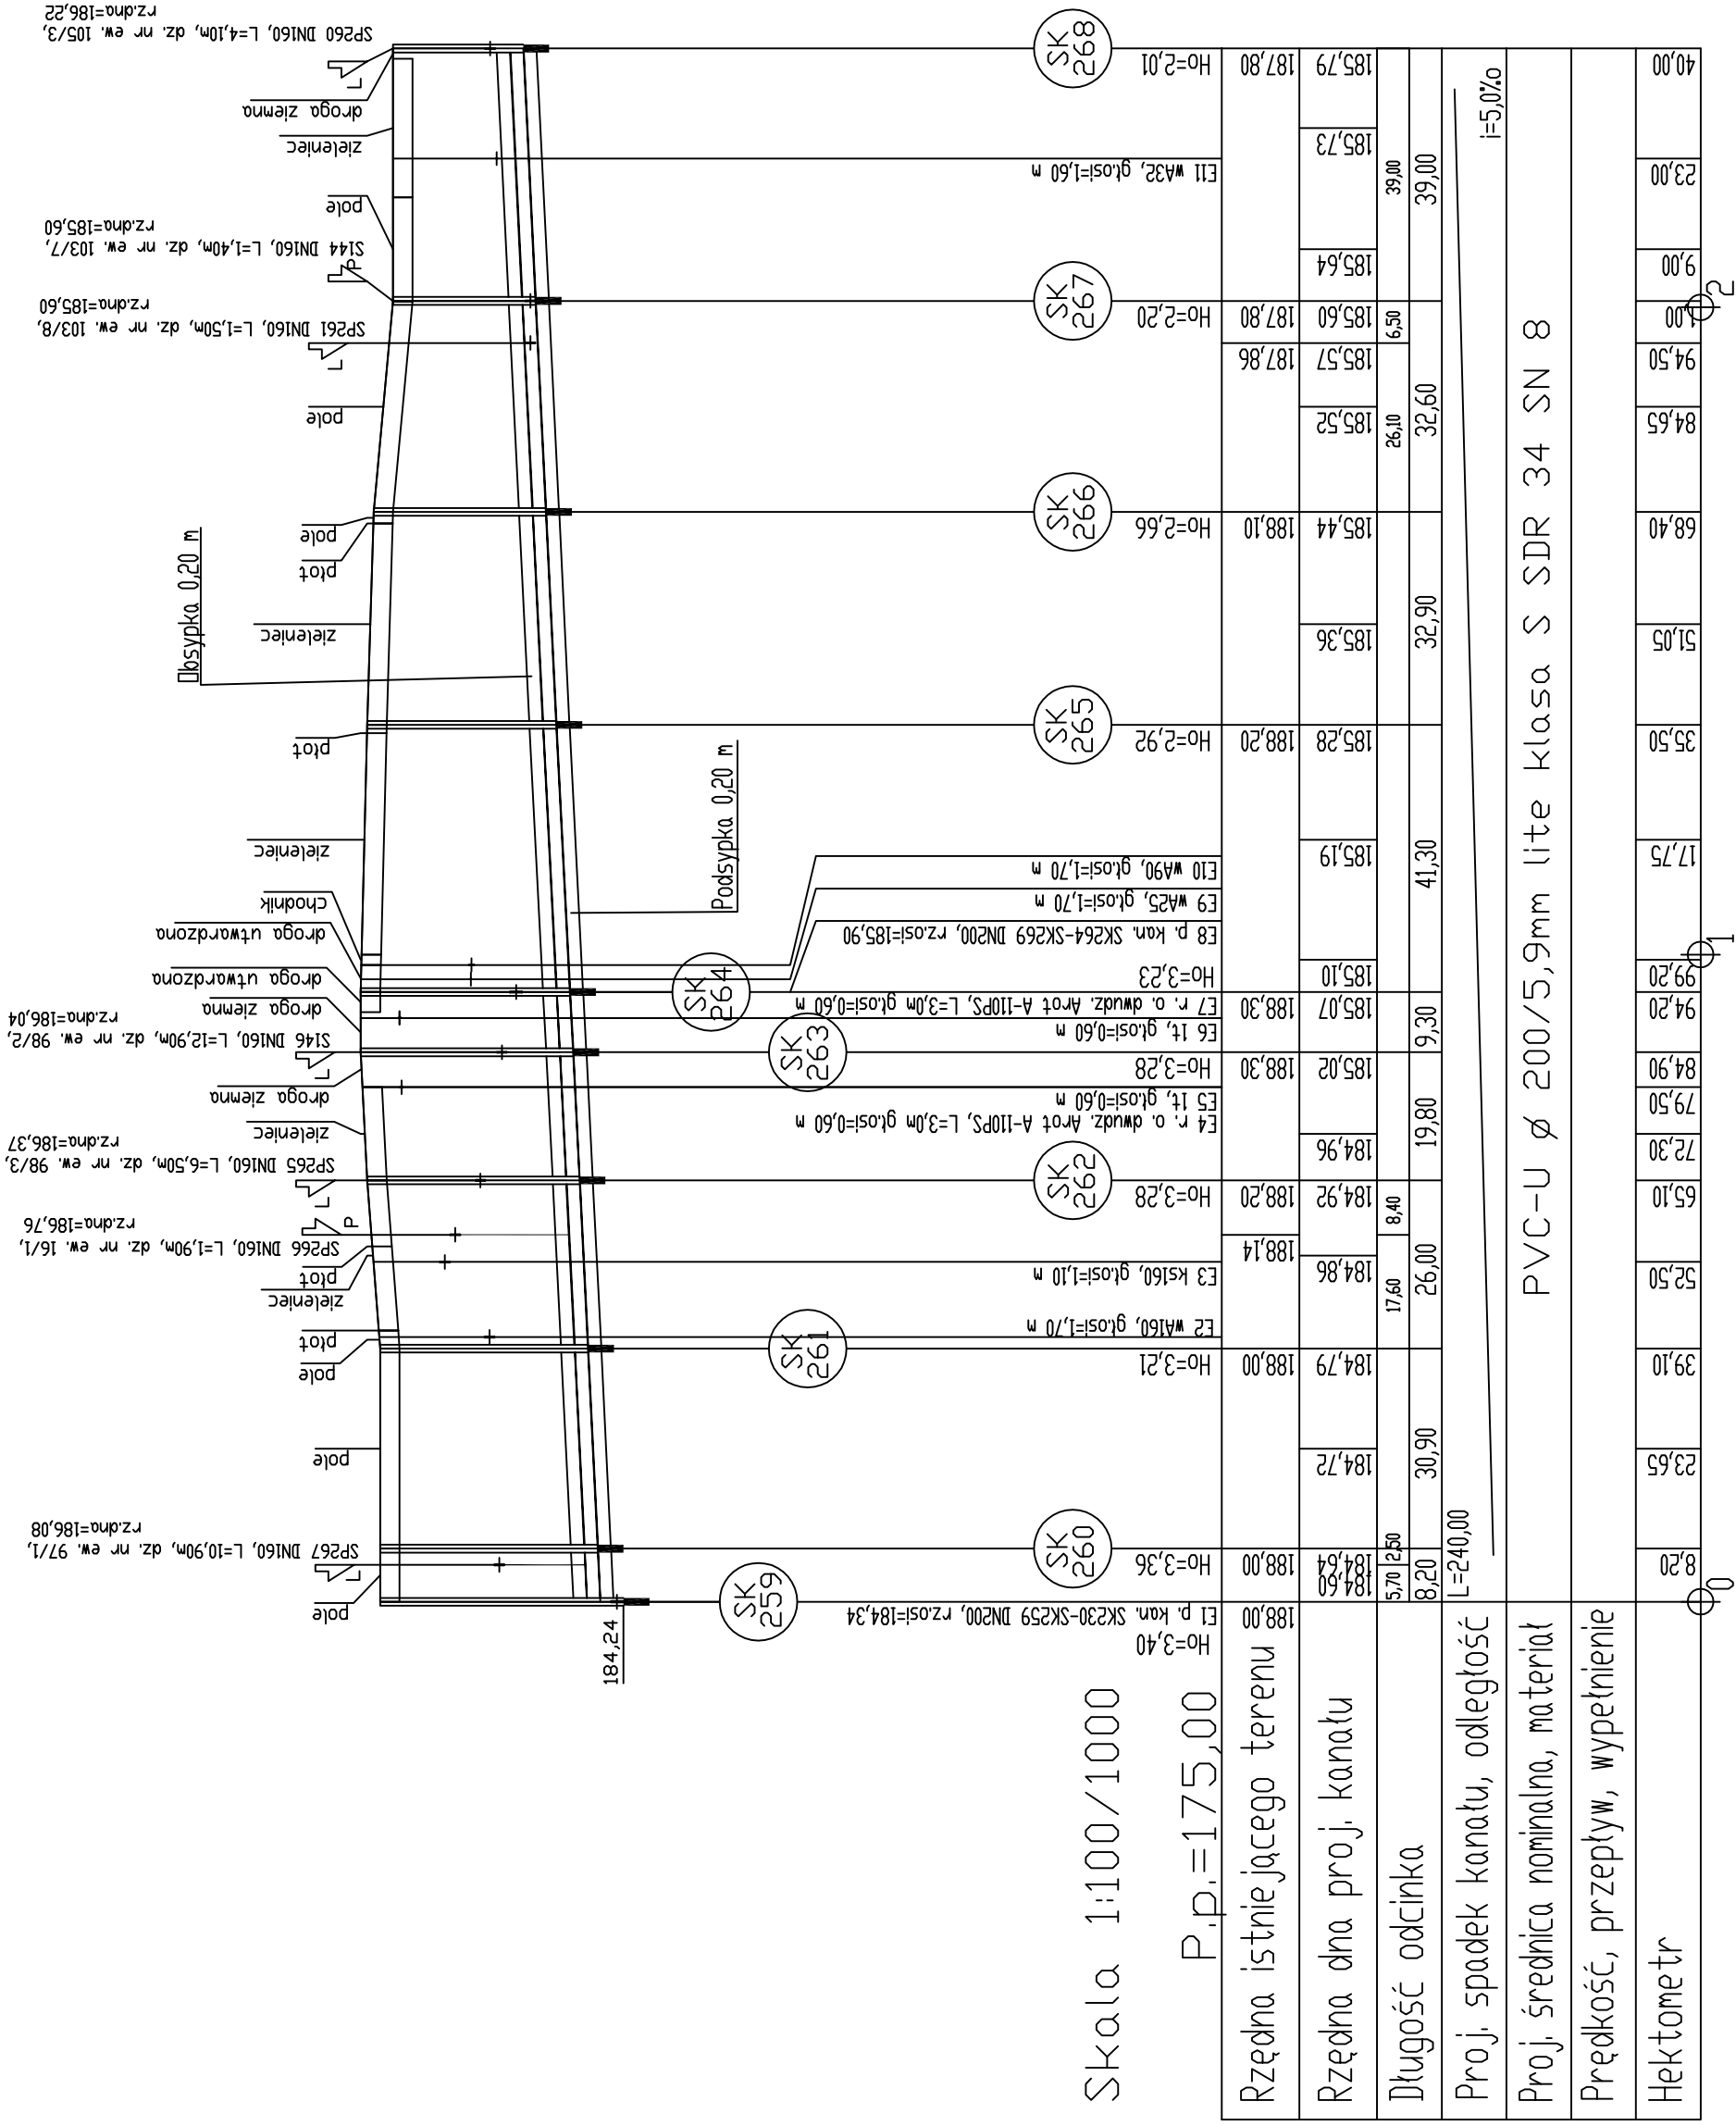 SP267 DN160, L=10,90m, dz. nr ew. 97/1,
rz.dna=186,08
SP266 DN160, L=1,90m, dz. nr ew. 16/1,
rz.dna=186,76
SP265 DN160, L=6,50m, dz. nr ew. 98/3,
rz.dna=186,37
S146 DN160, L=12,90m, dz. nr ew. 98/2,
rz.dna=186,04
SP261 DN160, L=1,50m, dz. nr ew. 103/8,
rz.dna=185,60
S144 DN160, L=1,40m, dz. nr ew. 103/7,
rz.dna=185,60
SP260 DN160, L=4,10m, dz. nr ew. 105/3,
rz.dna=186,22
pole
L
pole
pole
płot
zieleniec
płot
P
L
zieleniec
droga ziemna
L
droga ziemna
droga utwardzona
droga utwardzona
chodnik
zieleniec
płot
zieleniec
płot
pole
pole
L
P
pole
zieleniec
droga ziemna
L
Obsypka 0,20 m
Podsypka 0,20 m
184,24
SK
259
SK
260
SK
261
SK
262
SK
263
SK
264
SK
265
SK
266
SK
267
SK
268
Skala 1:100/1000
P.p.=175,00
Ho=3,40
E1 p. kan. SK230-SK259 DN200, rz.osi=184,34
Ho=3,36
Ho=3,21
E2 wA160, gł.osi=1,70 m
E3 ks160, gł.osi=1,10 m
Ho=3,28
E4 r. o. dwudz. Arot A-110PS, L=3,0m gł.osi=0,60 m
E5 1t, gł.osi=0,60 m
Ho=3,28
E6 1t, gł.osi=0,60 m
E7 r. o. dwudz. Arot A-110PS, L=3,0m gł.osi=0,60 m
Ho=3,23
E8 p. kan. SK264-SK269 DN200, rz.osi=185,90
E9 wA25, gł.osi=1,70 m
E10 wA90, gł.osi=1,70 m
Ho=2,92
Ho=2,66
Ho=2,20
E11 wA32, gł.osi=1,60 m
Ho=2,01
Rzędna istniejącego terenu
188,00 188,00 188,00 188,14 188,20 188,30 188,30 188,20 188,10 187,86 187,80 187,80
Rzędna dna proj. kanału
184,60 184,64 184,72 184,79 184,86 184,92 184,96 185,02 185,07 185,10 185,19 185,28 185,36 185,44 185,52 185,57 185,60 185,64 185,73 185,79
Długość odcinka
5,70 2,50 17,60 8,40 26,10 6,50 39,00
8,20 30,90 26,00 19,80 9,30 41,30 32,90 32,60 39,00
Proj. spadek kanału, odległość
L=240,00
i=5,0‰
Proj. średnica nominalna, materiał
PVC-U ø 200/5,9mm lite klasa S SDR 34 SN 8
Prędkość, przepływ, wypełnienie
Hektometr
8,20 23,65 39,10 52,50 65,10 72,30 79,50 84,90 94,20 99,20 17,75 35,50 51,05 68,40 84,65 94,50 1,00 9,00 23,00 40,00
0 1 2